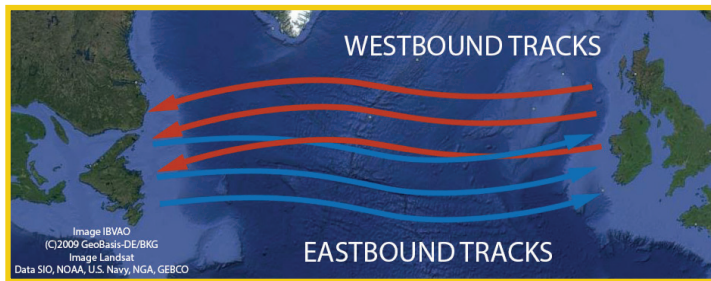 WESTBOUND TRACKS
EASTBOUND TRACKS
Image IBVAO
(C)2009 GeoBasis-DE/BKG
Image Landsat
Data SIO, NOAA, U.S. Navy, NGA, GEBCO